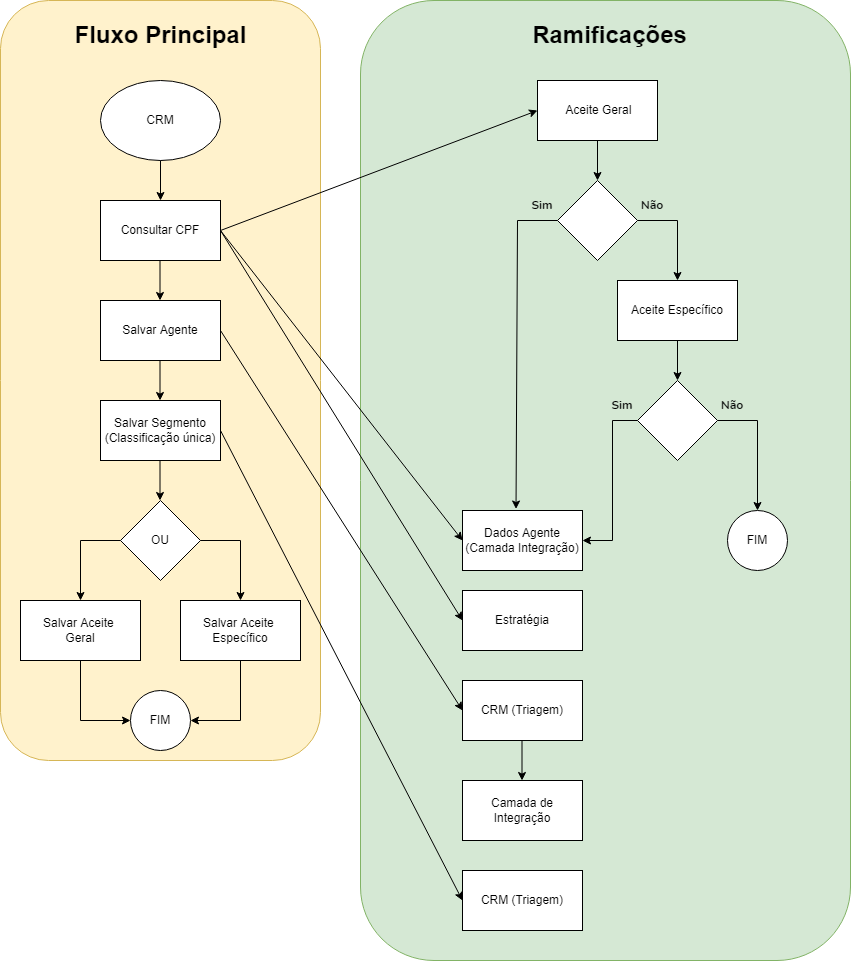 Fluxo Principal
CRM
Consultar CPF
Salvar Agente
Salvar Segmento
(Classificação única)
OU
Salvar Aceite
Geral
Salvar Aceite
Específico
FIM
Ramificações
Aceite Geral
Sim
Não
Aceite Específico
Sim
Não
Dados Agente
(Camada Integração)
FIM
Estratégia
CRM (Triagem)
Camada de
Integração
CRM (Triagem)